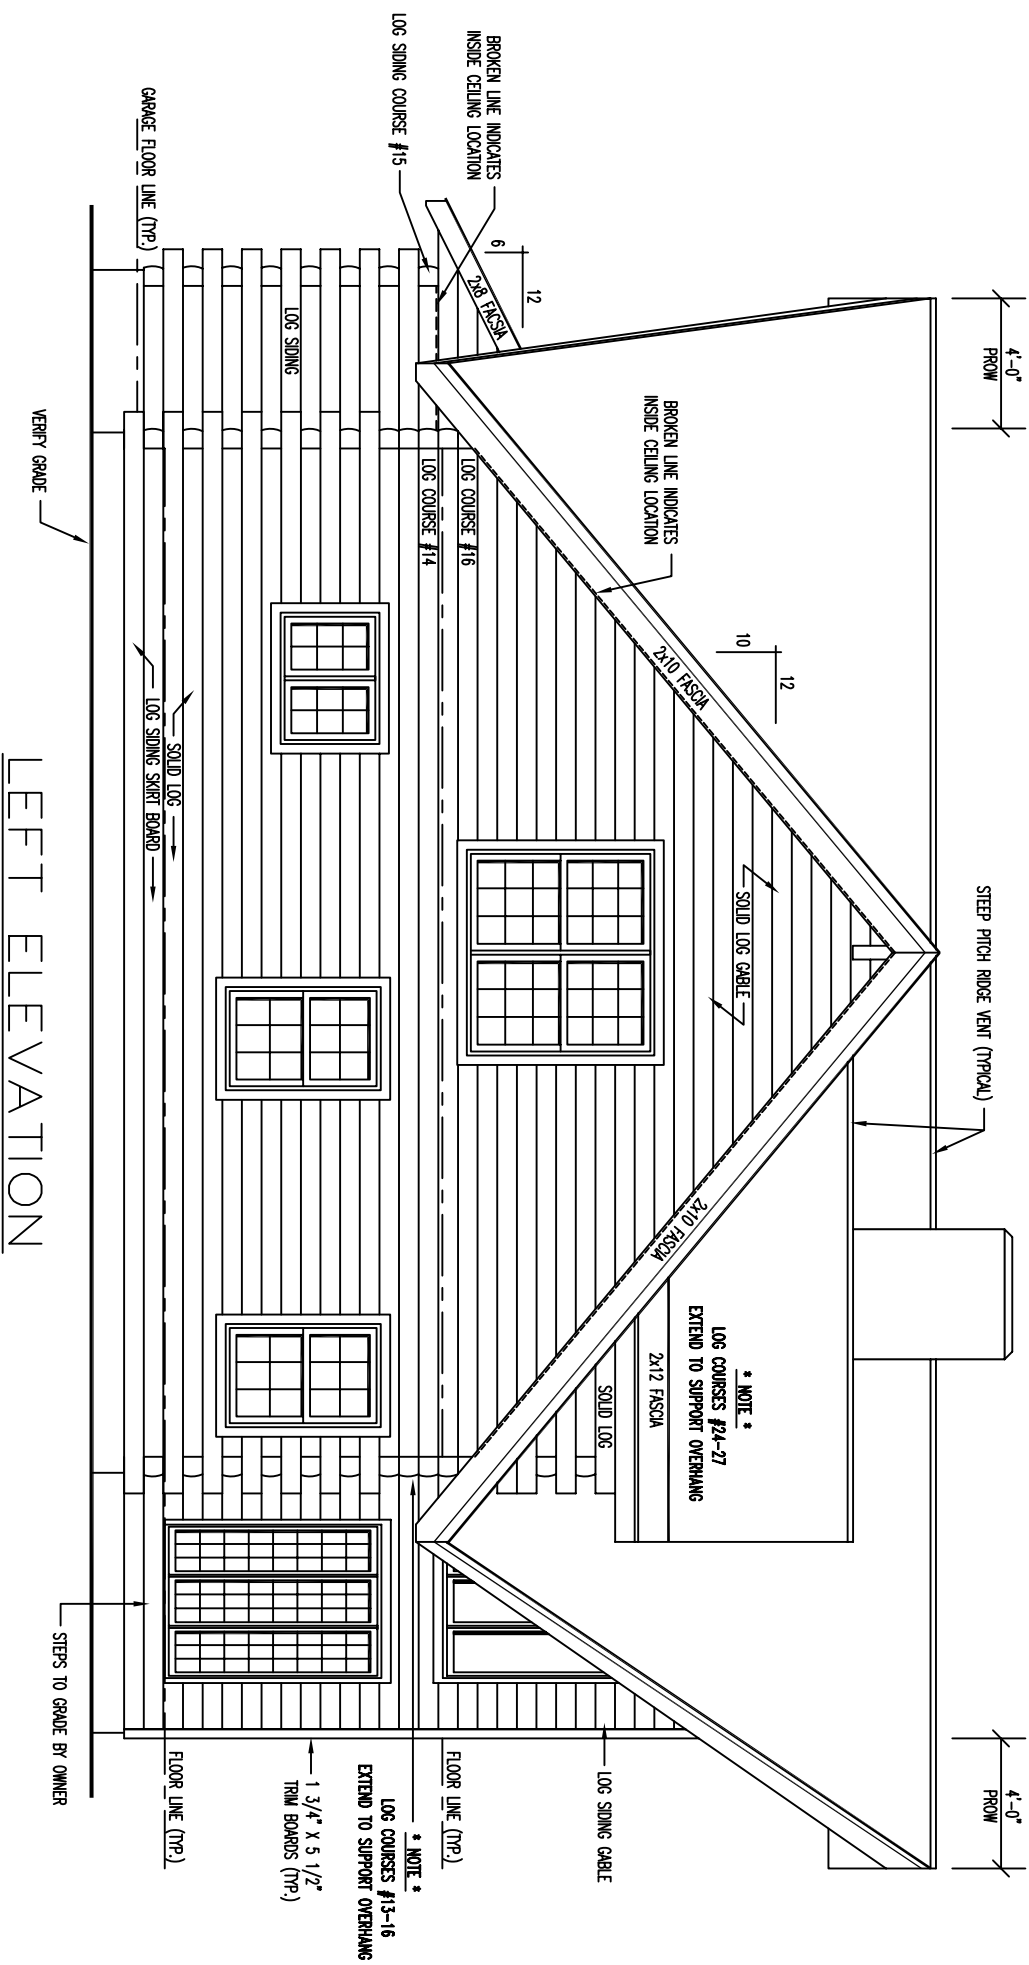 4'-0"
PROW
STEEP PITCH RIDGE VENT (TYPICAL)
4'-0"
PROW
BROKEN LINE INDICATES
INSIDE CEILING LOCATION
LOG SIDING COURSE #15
GARAGE FLOOR LINE (TYP.)
12
6
2x8 FACSIA
BROKEN LINE INDICATES
INSIDE CEILING LOCATION
12
10
2x10 FASCIA
SOLID LOG GABLE
2x10 FASCIA
* NOTE *
LOG COURSES #24-27
EXTEND TO SUPPORT OVERHANG
2x12 FASCIA
SOLID LOG
LOG COURSE #16
LOG COURSE #14
LOG SIDING
LOG SIDING GABLE
FLOOR LINE (TYP.)
* NOTE *
LOG COURSES #13-16
EXTEND TO SUPPORT OVERHANG
1 3/4" X 5 1/2"
TRIM BOARDS (TYP.)
FLOOR LINE (TYP.)
SOLID LOG
LOG SIDING SKIRT BOARD
VERIFY GRADE
STEPS TO GRADE BY OWNER
LEFT ELEVATION